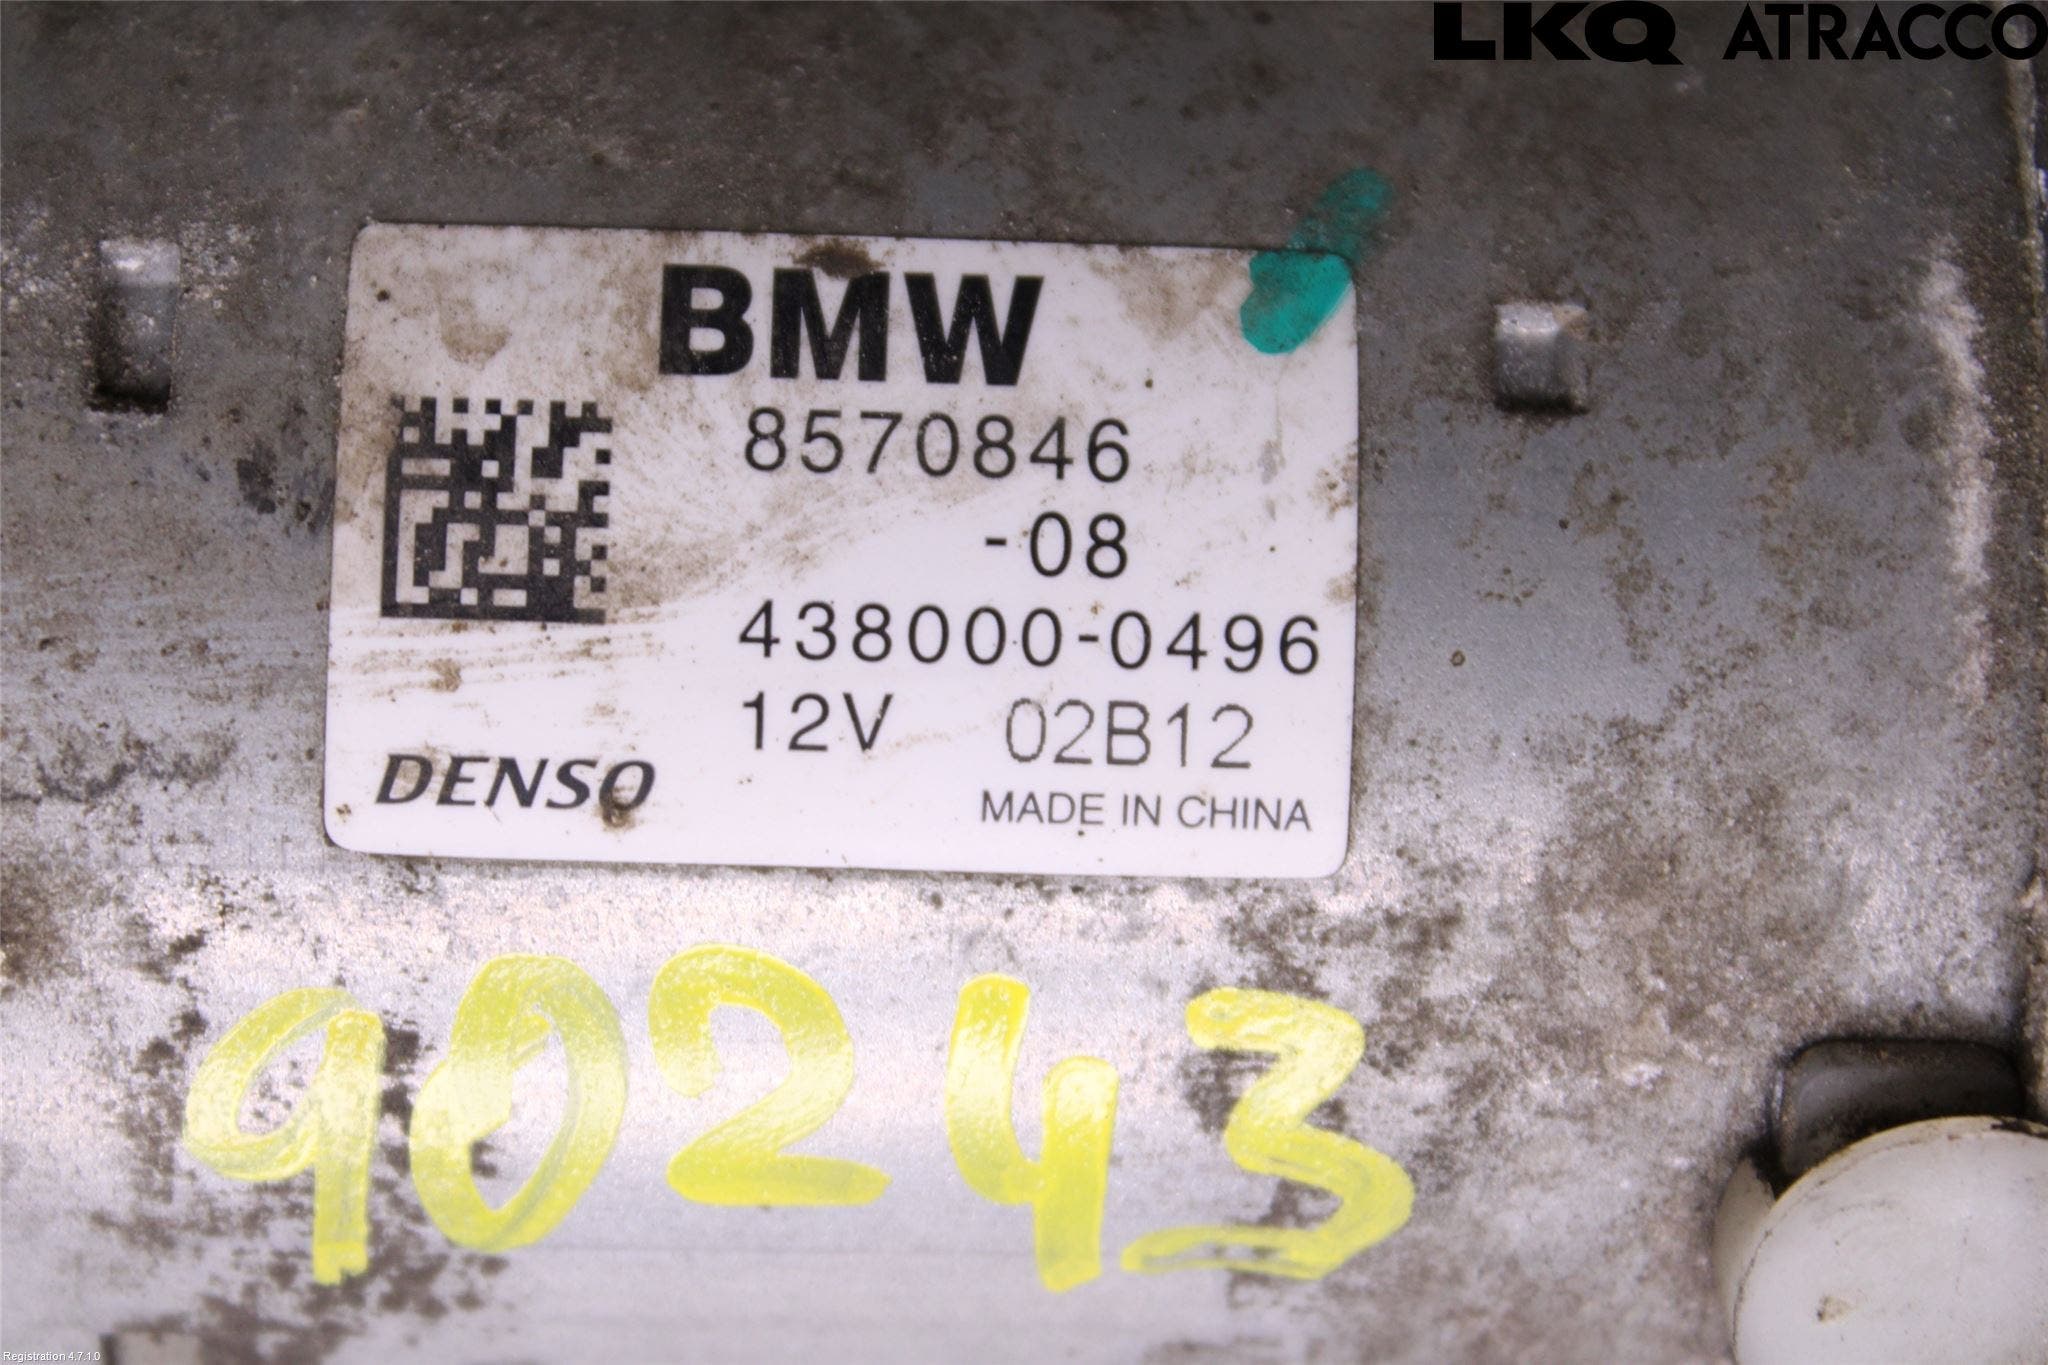 LKQ ATRACCO
BMW
8570846
-08
438000-0496
12V 02B12
DENSO
MADE IN CHINA
90243
Registration 4.7.1.0